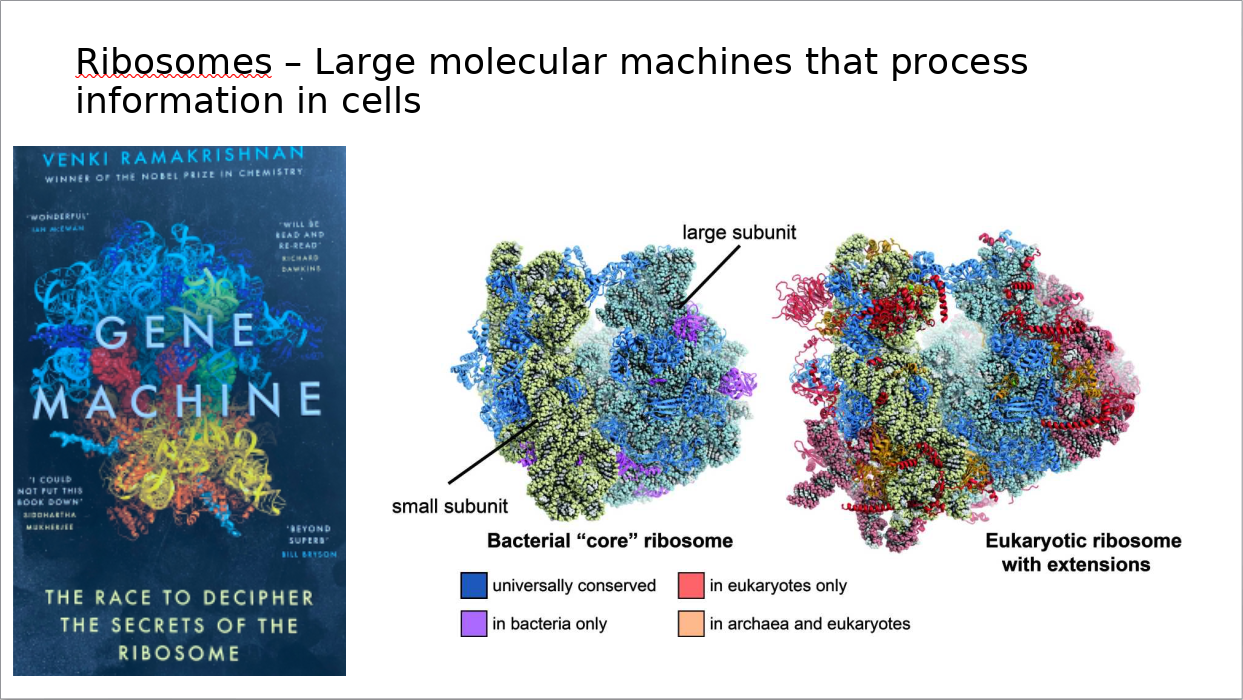 Ribosomes – Large molecular machines that process
information in cells
VENKI RAMAKRISHNAN
WINNER OF THE NOBEL PRIZE IN CHEMISTRY
'WONDERFUL'
IAN McEWAN
'WILL BE
READ AND
RE-READ'
RICHARD
DAWKINS
GENE
MACHINE
'I COULD
NOT PUT THIS
BOOK DOWN'
SIDDHARTHA
MUKHERJEE
'BEYOND
SUPERB'
BILL BRYSON
THE RACE TO DECIPHER
THE SECRETS OF THE
RIBOSOME
large subunit
small subunit
Bacterial “core” ribosome
Eukaryotic ribosome
with extensions
universally conserved
in eukaryotes only
in bacteria only
in archaea and eukaryotes